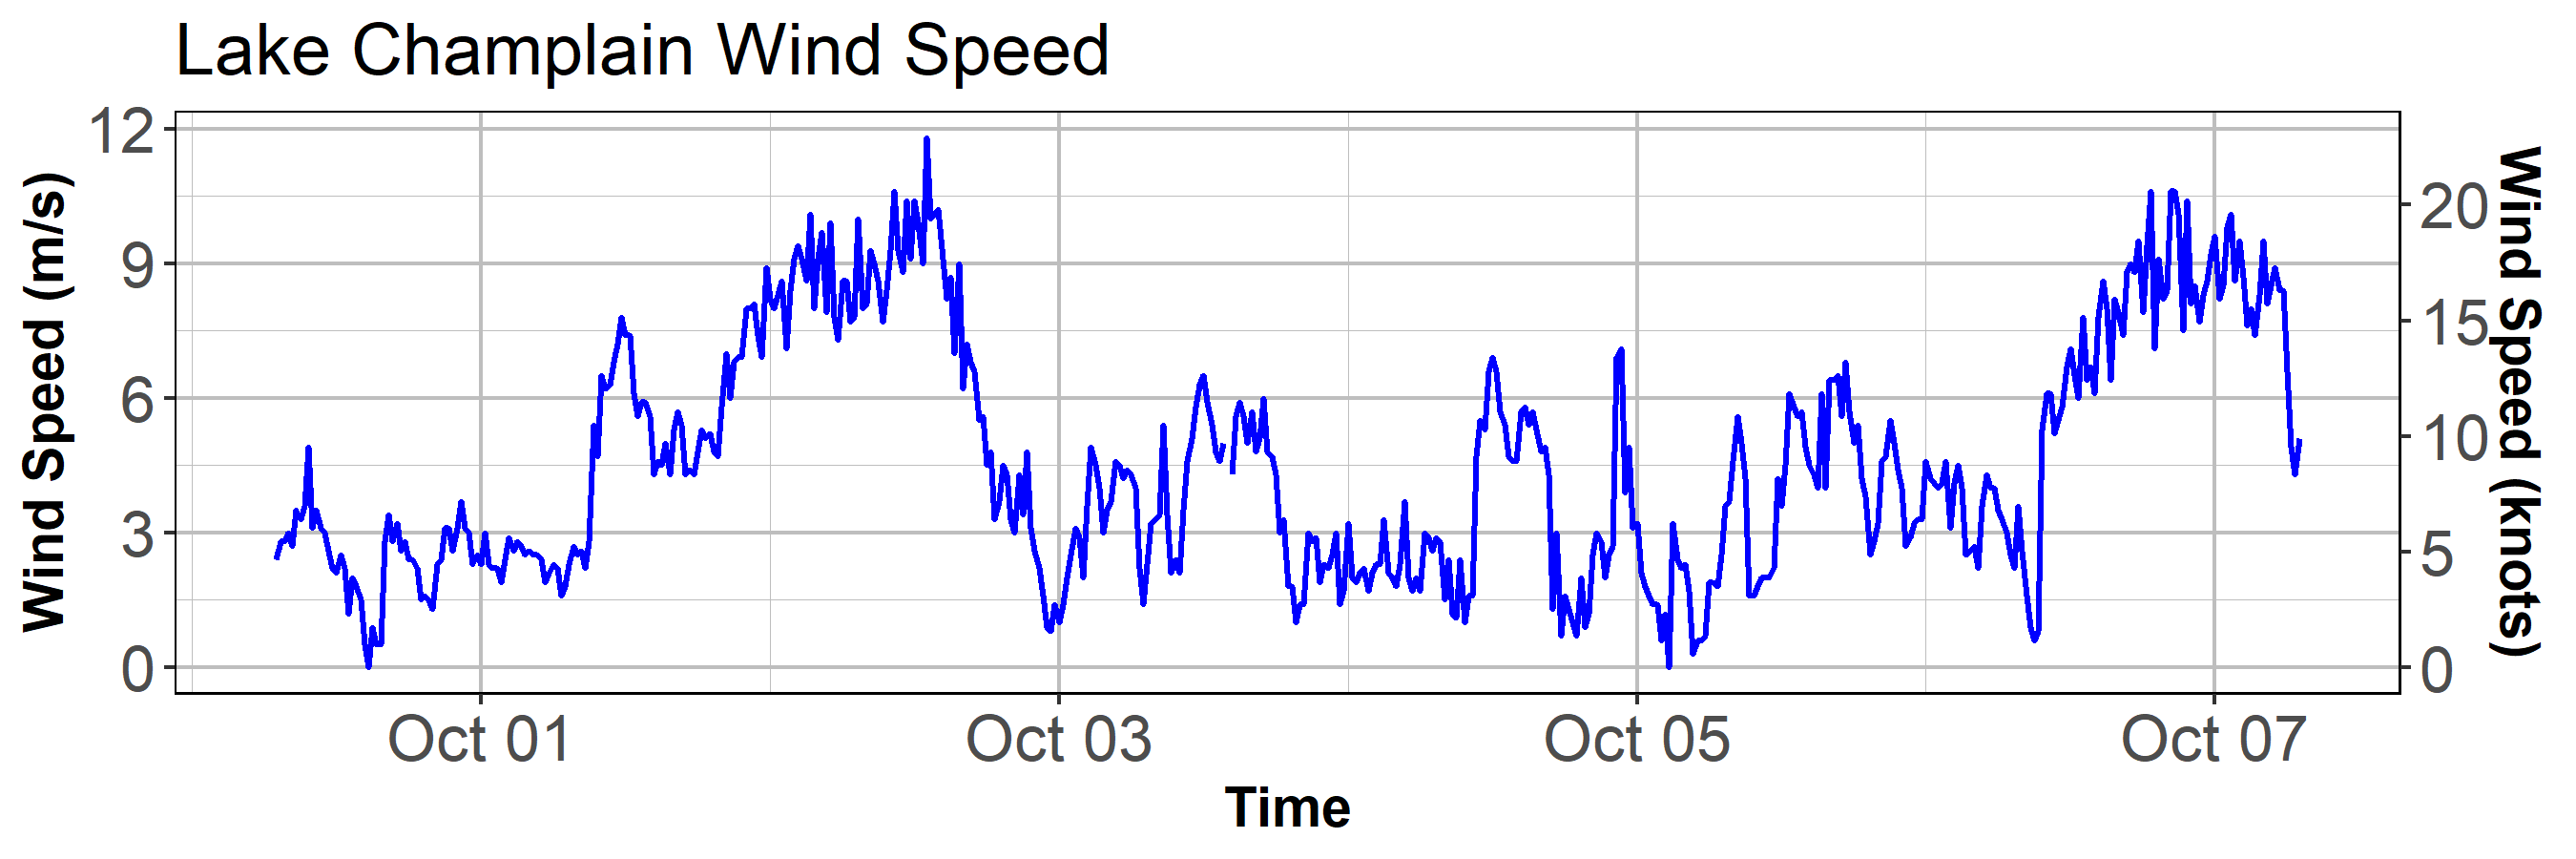 Lake Champlain Wind Speed
Wind Speed (m/s)
12
9
6
3
0
20
15
10
5
0
Wind Speed (knots)
Oct 01
Oct 03
Oct 05
Oct 07
Time